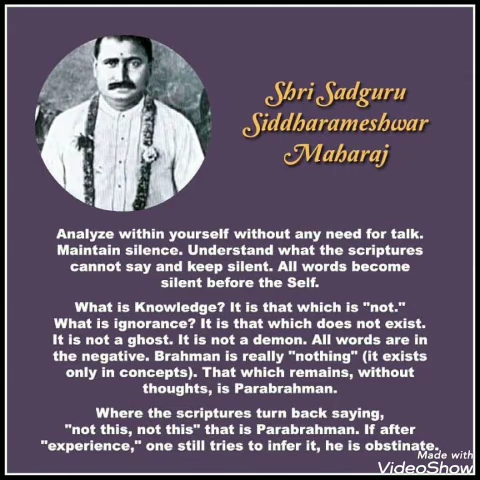 Shri Sadguru
Siddharameshwar
Maharaj
Analyze within yourself without any need for talk.
Maintain silence. Understand what the scriptures
cannot say and keep silent. All words become
silent before the Self.
What is Knowledge? It is that which is "not."
What is ignorance? It is that which does not exist.
It is not a ghost. It is not a demon. All words are in
the negative. Brahman is really "nothing" (it exists
only in concepts). That which remains, without
thoughts, is Parabrahman.
Where the scriptures turn back saying,
"not this, not this" that is Parabrahman. If after
"experience," one still tries to infer it, he is obstinate.
Made with
VideoShow